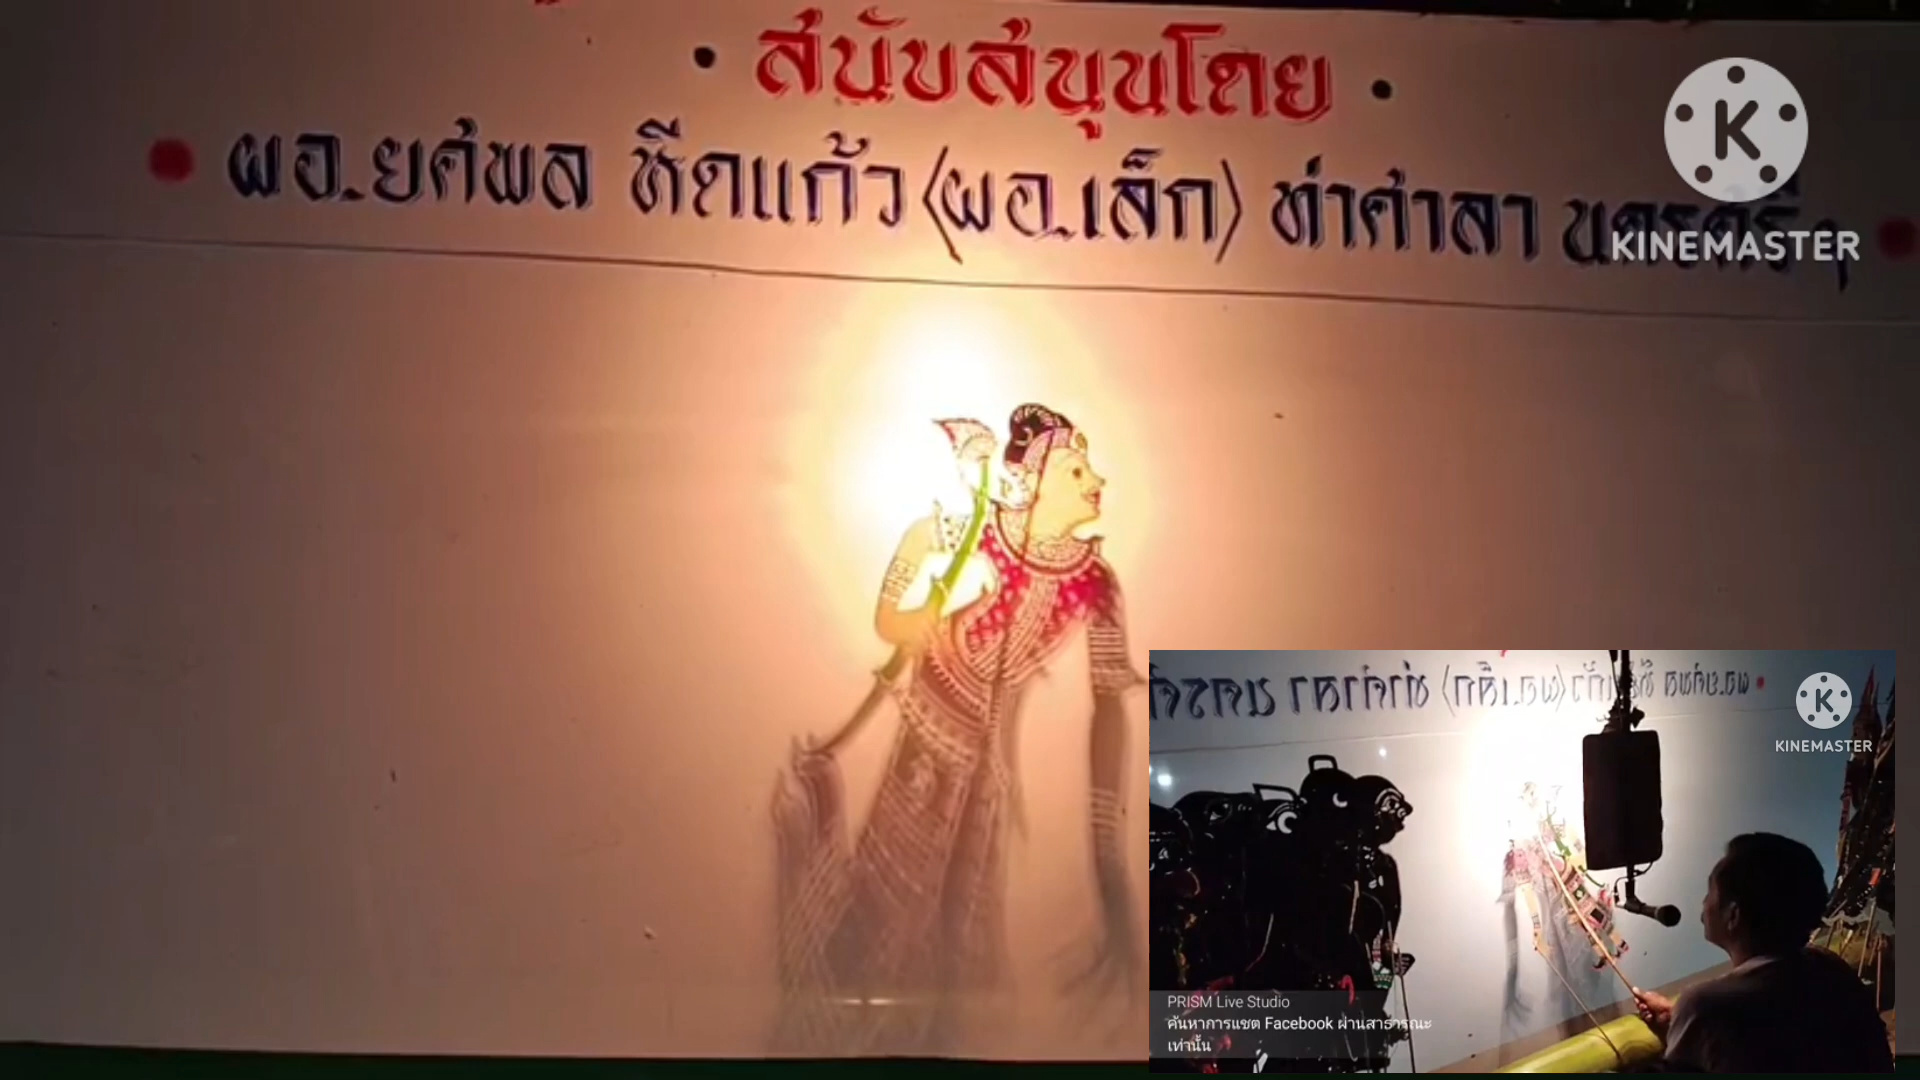 • สนับสนุนโดย •
• ผอ.ยศพล หีดแก้ว (ผอ.เล็ก) ท่าศาลา นครศรีฯ •
KINEMASTER
KINEMASTER
PRISM Live Studio
ค้นหาการแชต Facebook ผ่านสาธารณะ
เท่านั้น